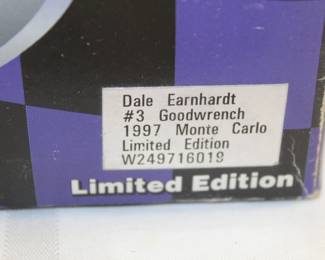 Dale Earnhardt
#3 Goodwrench
1997 Monte Carlo
Limited Edition
W249716019
Limited Edition